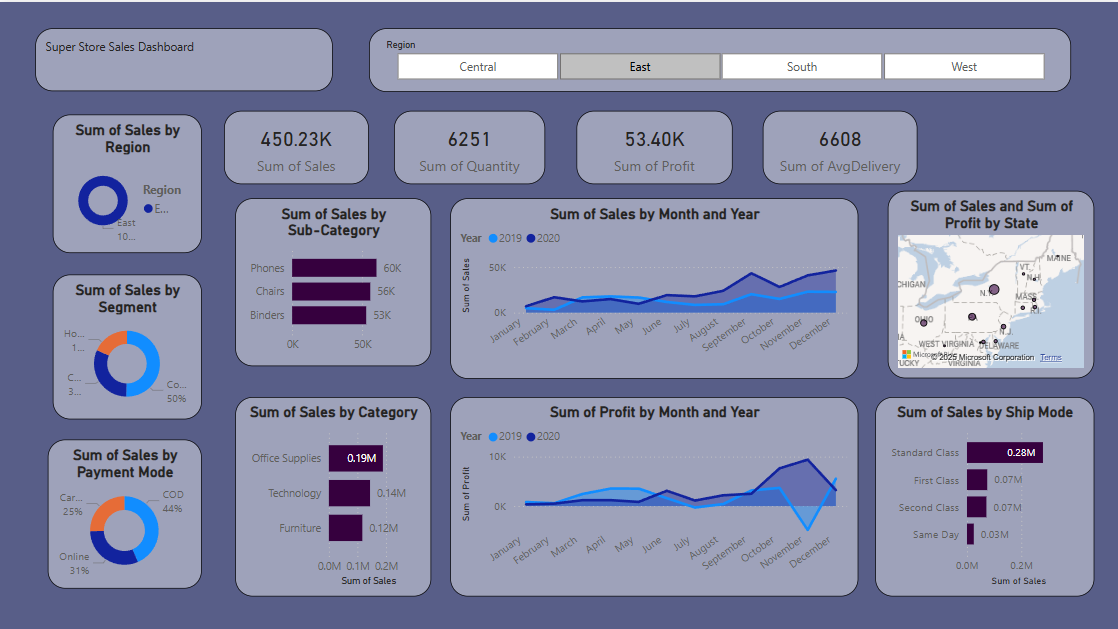 Super Store Sales Dashboard
Region
Central
East
South
West
Sum of Sales by
Region
Region
E...
East
10...
450.23K
Sum of Sales
6251
Sum of Quantity
53.40K
Sum of Profit
6608
Sum of AvgDelivery
Sum of Sales by
Sub-Category
Phones
60K
Chairs
56K
Binders
53K
0K
50K
Sum of Sales by Month and Year
Year
2019
2020
Sum of Sales
50K
0K
January
February
March
April
May
June
July
August
September
October
November
December
Sum of Sales and Sum of
Profit by State
MAINE
VT.
N.H.
CHIGAN
MASS.
R.I.
OHIO
N.J.
WEST VIRGINIA
DELAWARE
VIRGINIA
© 2025 Microsoft Corporation
Terms
Sum of Sales by
Segment
Ho...
1...
C...
3...
Co...
50%
Sum of Sales by Category
Office Supplies
0.19M
Technology
0.14M
Furniture
0.12M
0.0M
0.1M
0.2M
Sum of Sales
Sum of Profit by Month and Year
Year
2019
2020
Sum of Profit
10K
0K
January
February
March
April
May
June
July
August
September
October
November
December
Sum of Sales by Ship Mode
Standard Class
0.28M
First Class
0.07M
Second Class
0.07M
Same Day
0.03M
0.0M
0.2M
Sum of Sales
Sum of Sales by
Payment Mode
Car...
25%
COD
44%
Online
31%